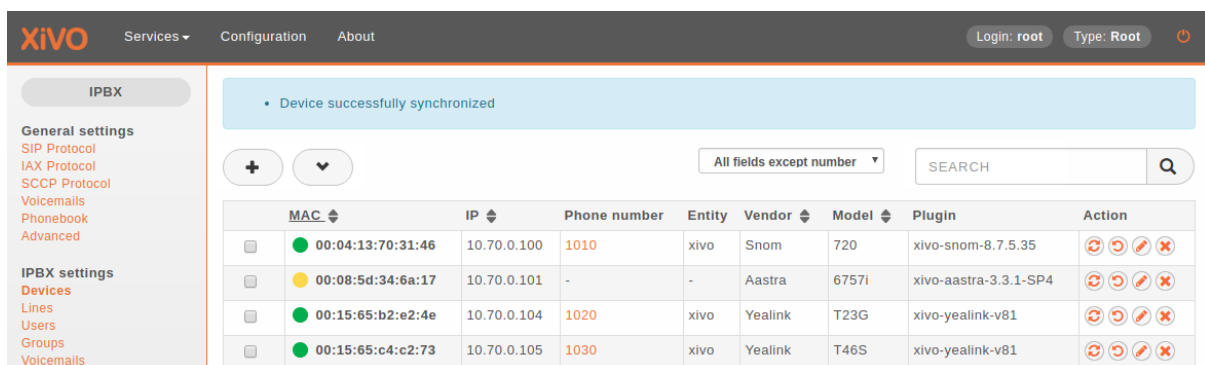 XiVO Services Configuration About Login: root Type: Root
IPBX
General settings
SIP Protocol
IAX Protocol
SCCP Protocol
Voicemails
Phonebook
Advanced
IPBX settings
Devices
Lines
Users
Groups
Voicemails
• Device successfully synchronized
All fields except number SEARCH
MAC IP Phone number Entity Vendor Model Plugin Action
00:04:13:70:31:46 10.70.0.100 1010 xivo Snom 720 xivo-snom-8.7.5.35
00:08:5d:34:6a:17 10.70.0.101 - - Aastra 6757i xivo-aastra-3.3.1-SP4
00:15:65:b2:e2:4e 10.70.0.104 1020 xivo Yealink T23G xivo-yealink-v81
00:15:65:c4:c2:73 10.70.0.105 1030 xivo Yealink T46S xivo-yealink-v81